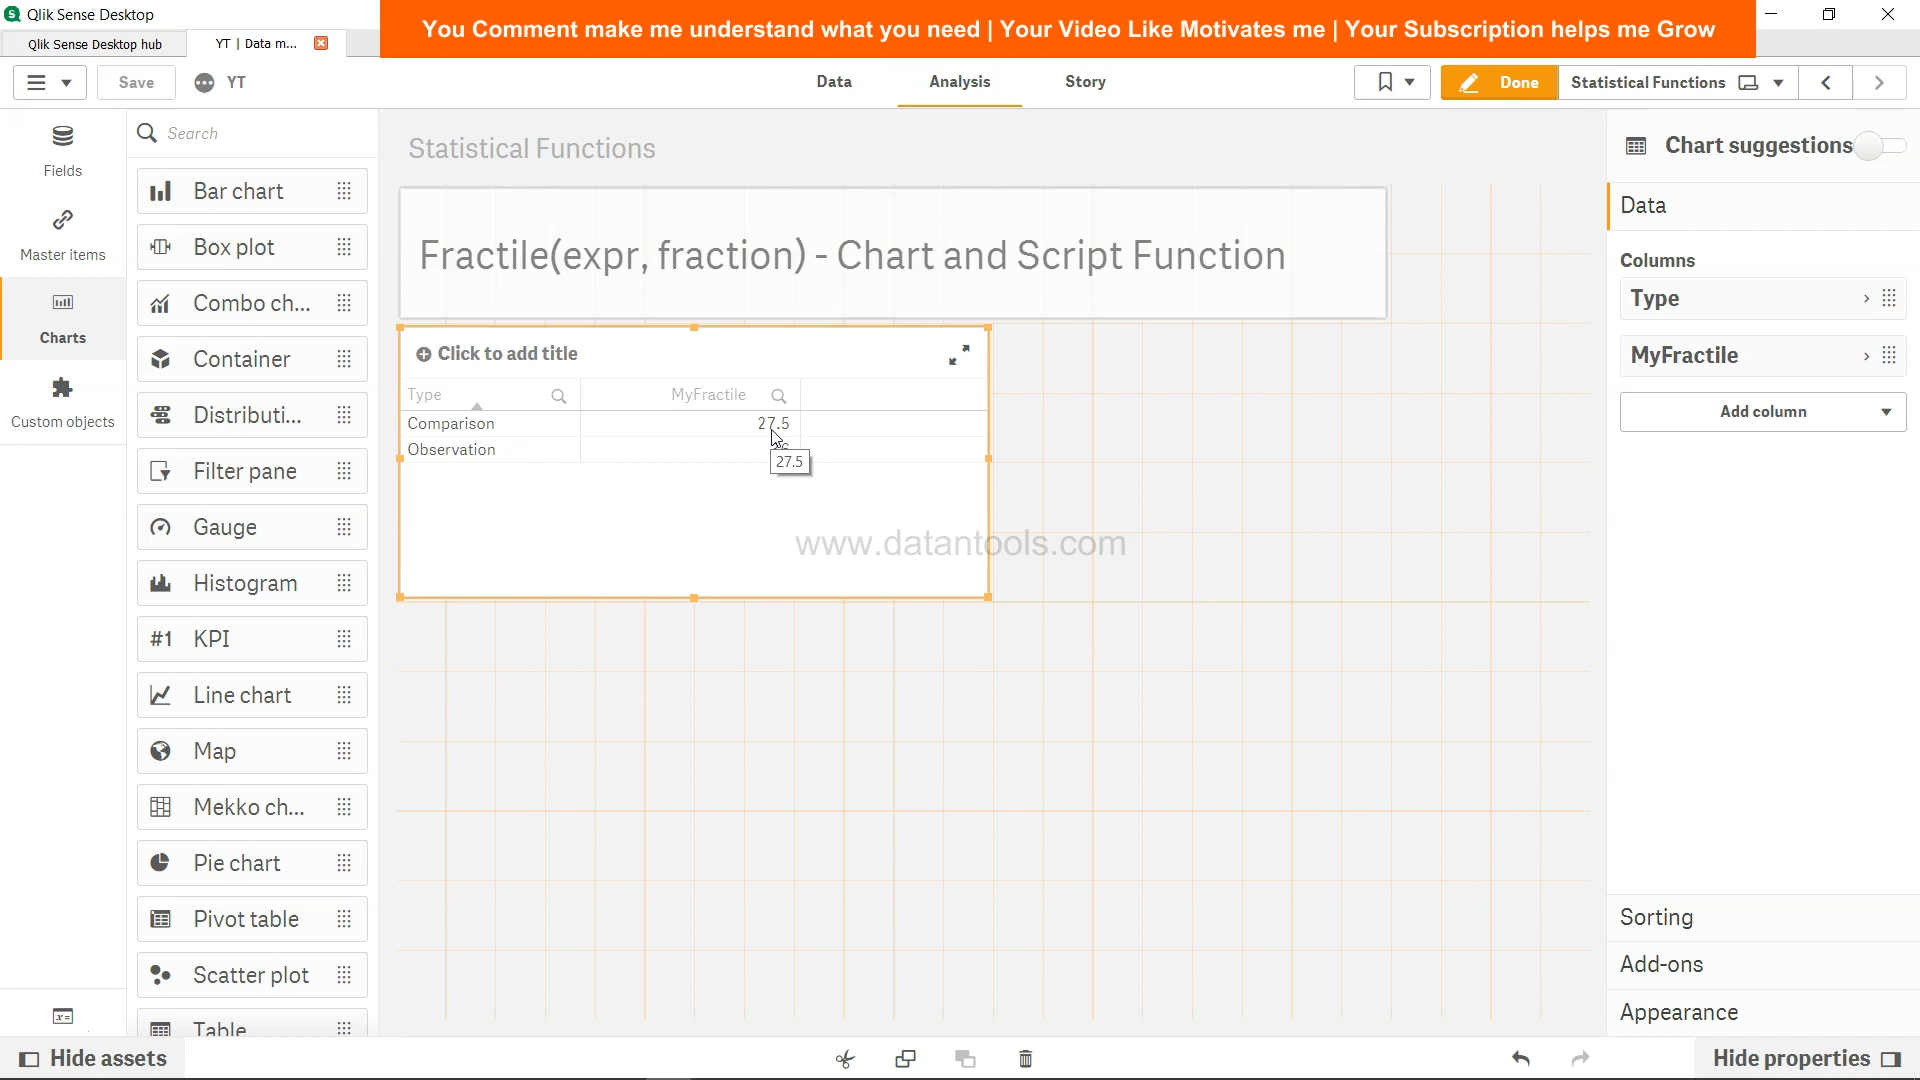 Qlik Sense Desktop
You Comment make me understand what you need | Your Video Like Motivates me | Your Subscription helps me Grow
Qlik Sense Desktop hub
YT | Data m...
Save
YT
Data
Analysis
Story
Done
Statistical Functions
Fields
Master items
Charts
Custom objects
Search
Bar chart
Box plot
Combo ch...
Container
Distributi...
Filter pane
Gauge
Histogram
#1 KPI
Line chart
Map
Mekko ch...
Pie chart
Pivot table
Scatter plot
Table
Statistical Functions
Fractile(expr, fraction) - Chart and Script Function
Click to add title
Type MyFractile
Comparison 27.5
Observation
27.5
www.datantools.com
Chart suggestions
Data
Columns
Type
MyFractile
Add column
Sorting
Add-ons
Appearance
Hide assets
Hide properties